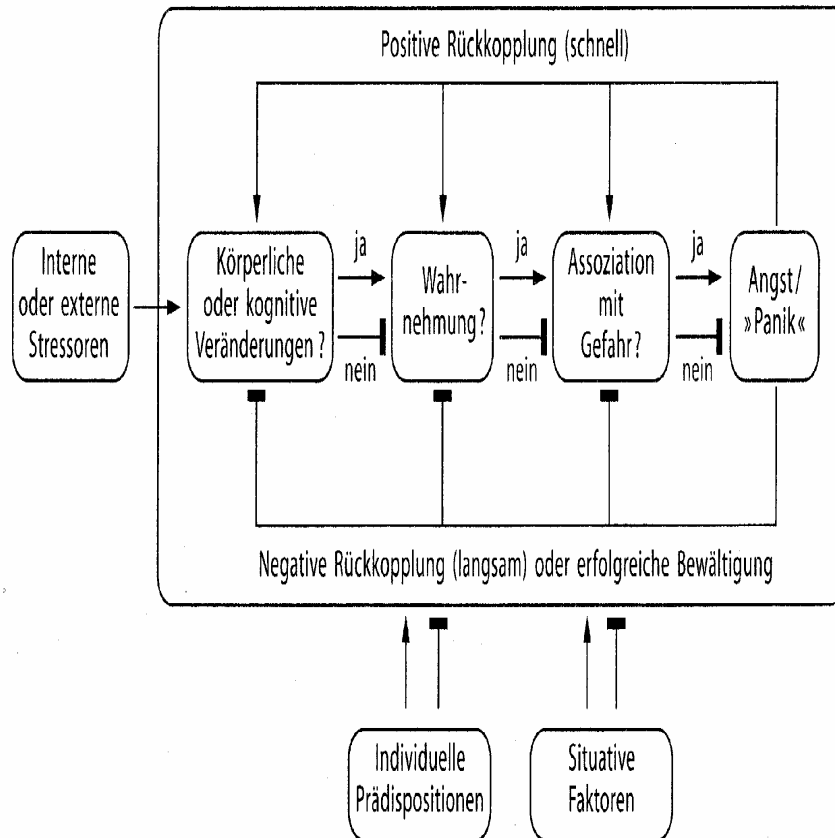 Positive Rückkopplung (schnell)
Interne
oder externe
Stressoren
Körperliche
oder kognitive
Veränderungen?
ja
nein
Wahr-
nehmung?
ja
nein
Assoziation
mit
Gefahr?
ja
nein
Angst/
»Panik«
Negative Rückkopplung (langsam) oder erfolgreiche Bewältigung
Individuelle
Prädispositionen
Situative
Faktoren